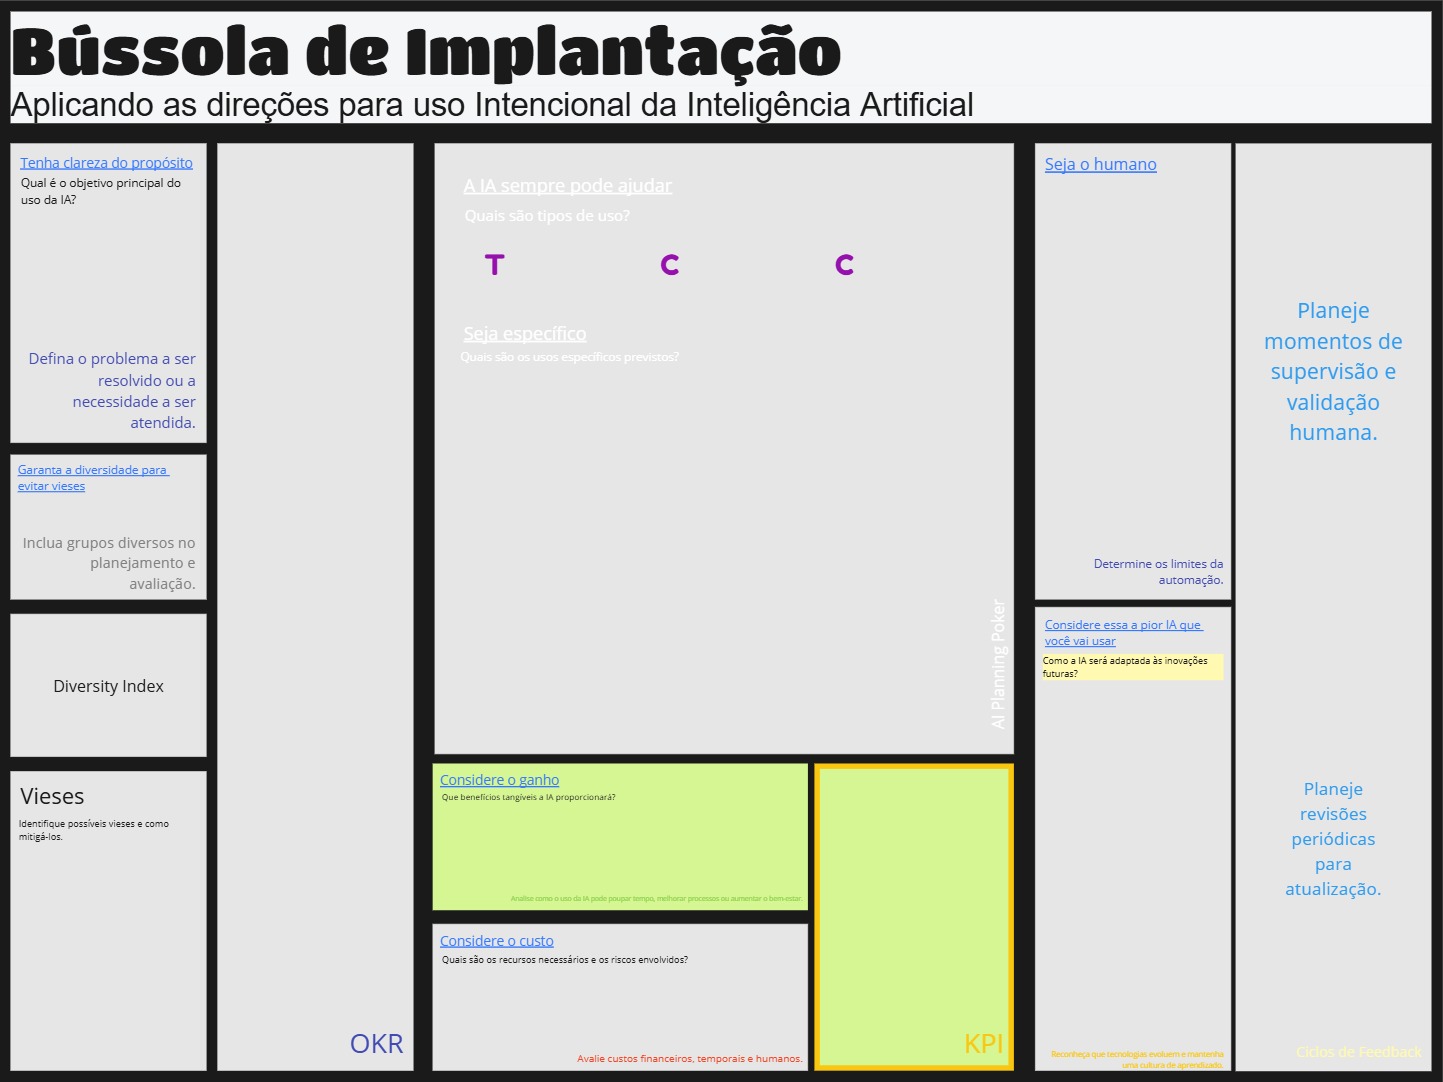 Bússola de Implantação
Aplicando as direções para uso Intencional da Inteligência Artificial
Tenha clareza do propósito
Qual é o objetivo principal do
uso da IA?
Defina o problema a ser
resolvido ou a
necessidade a ser
atendida.
Garanta a diversidade para
evitar vieses
Inclua grupos diversos no
planejamento e
avaliação.
Diversity Index
Vieses
Identifique possíveis vieses e como
mitigá-los.
OKR
A IA sempre pode ajudar
Quais são tipos de uso?
T C C
Seja específico
Quais são os usos específicos previstos?
AI Planning Poker
Considere o ganho
Que benefícios tangíveis a IA proporcionará?
Analise como o uso da IA pode poupar tempo, melhorar processos ou aumentar o bem-estar.
Considere o custo
Quais são os recursos necessários e os riscos envolvidos?
Avalie custos financeiros, temporais e humanos.
KPI
Seja o humano
Determine os limites da
automação.
Considere essa a pior IA que
você vai usar
Como a IA será adaptada às inovações
futuras?
Reconheça que tecnologias evoluem e mantenha
uma cultura de aprendizado.
Planeje
momentos de
supervisão e
validação
humana.
Planeje
revisões
periódicas
para
atualização.
Ciclos de Feedback